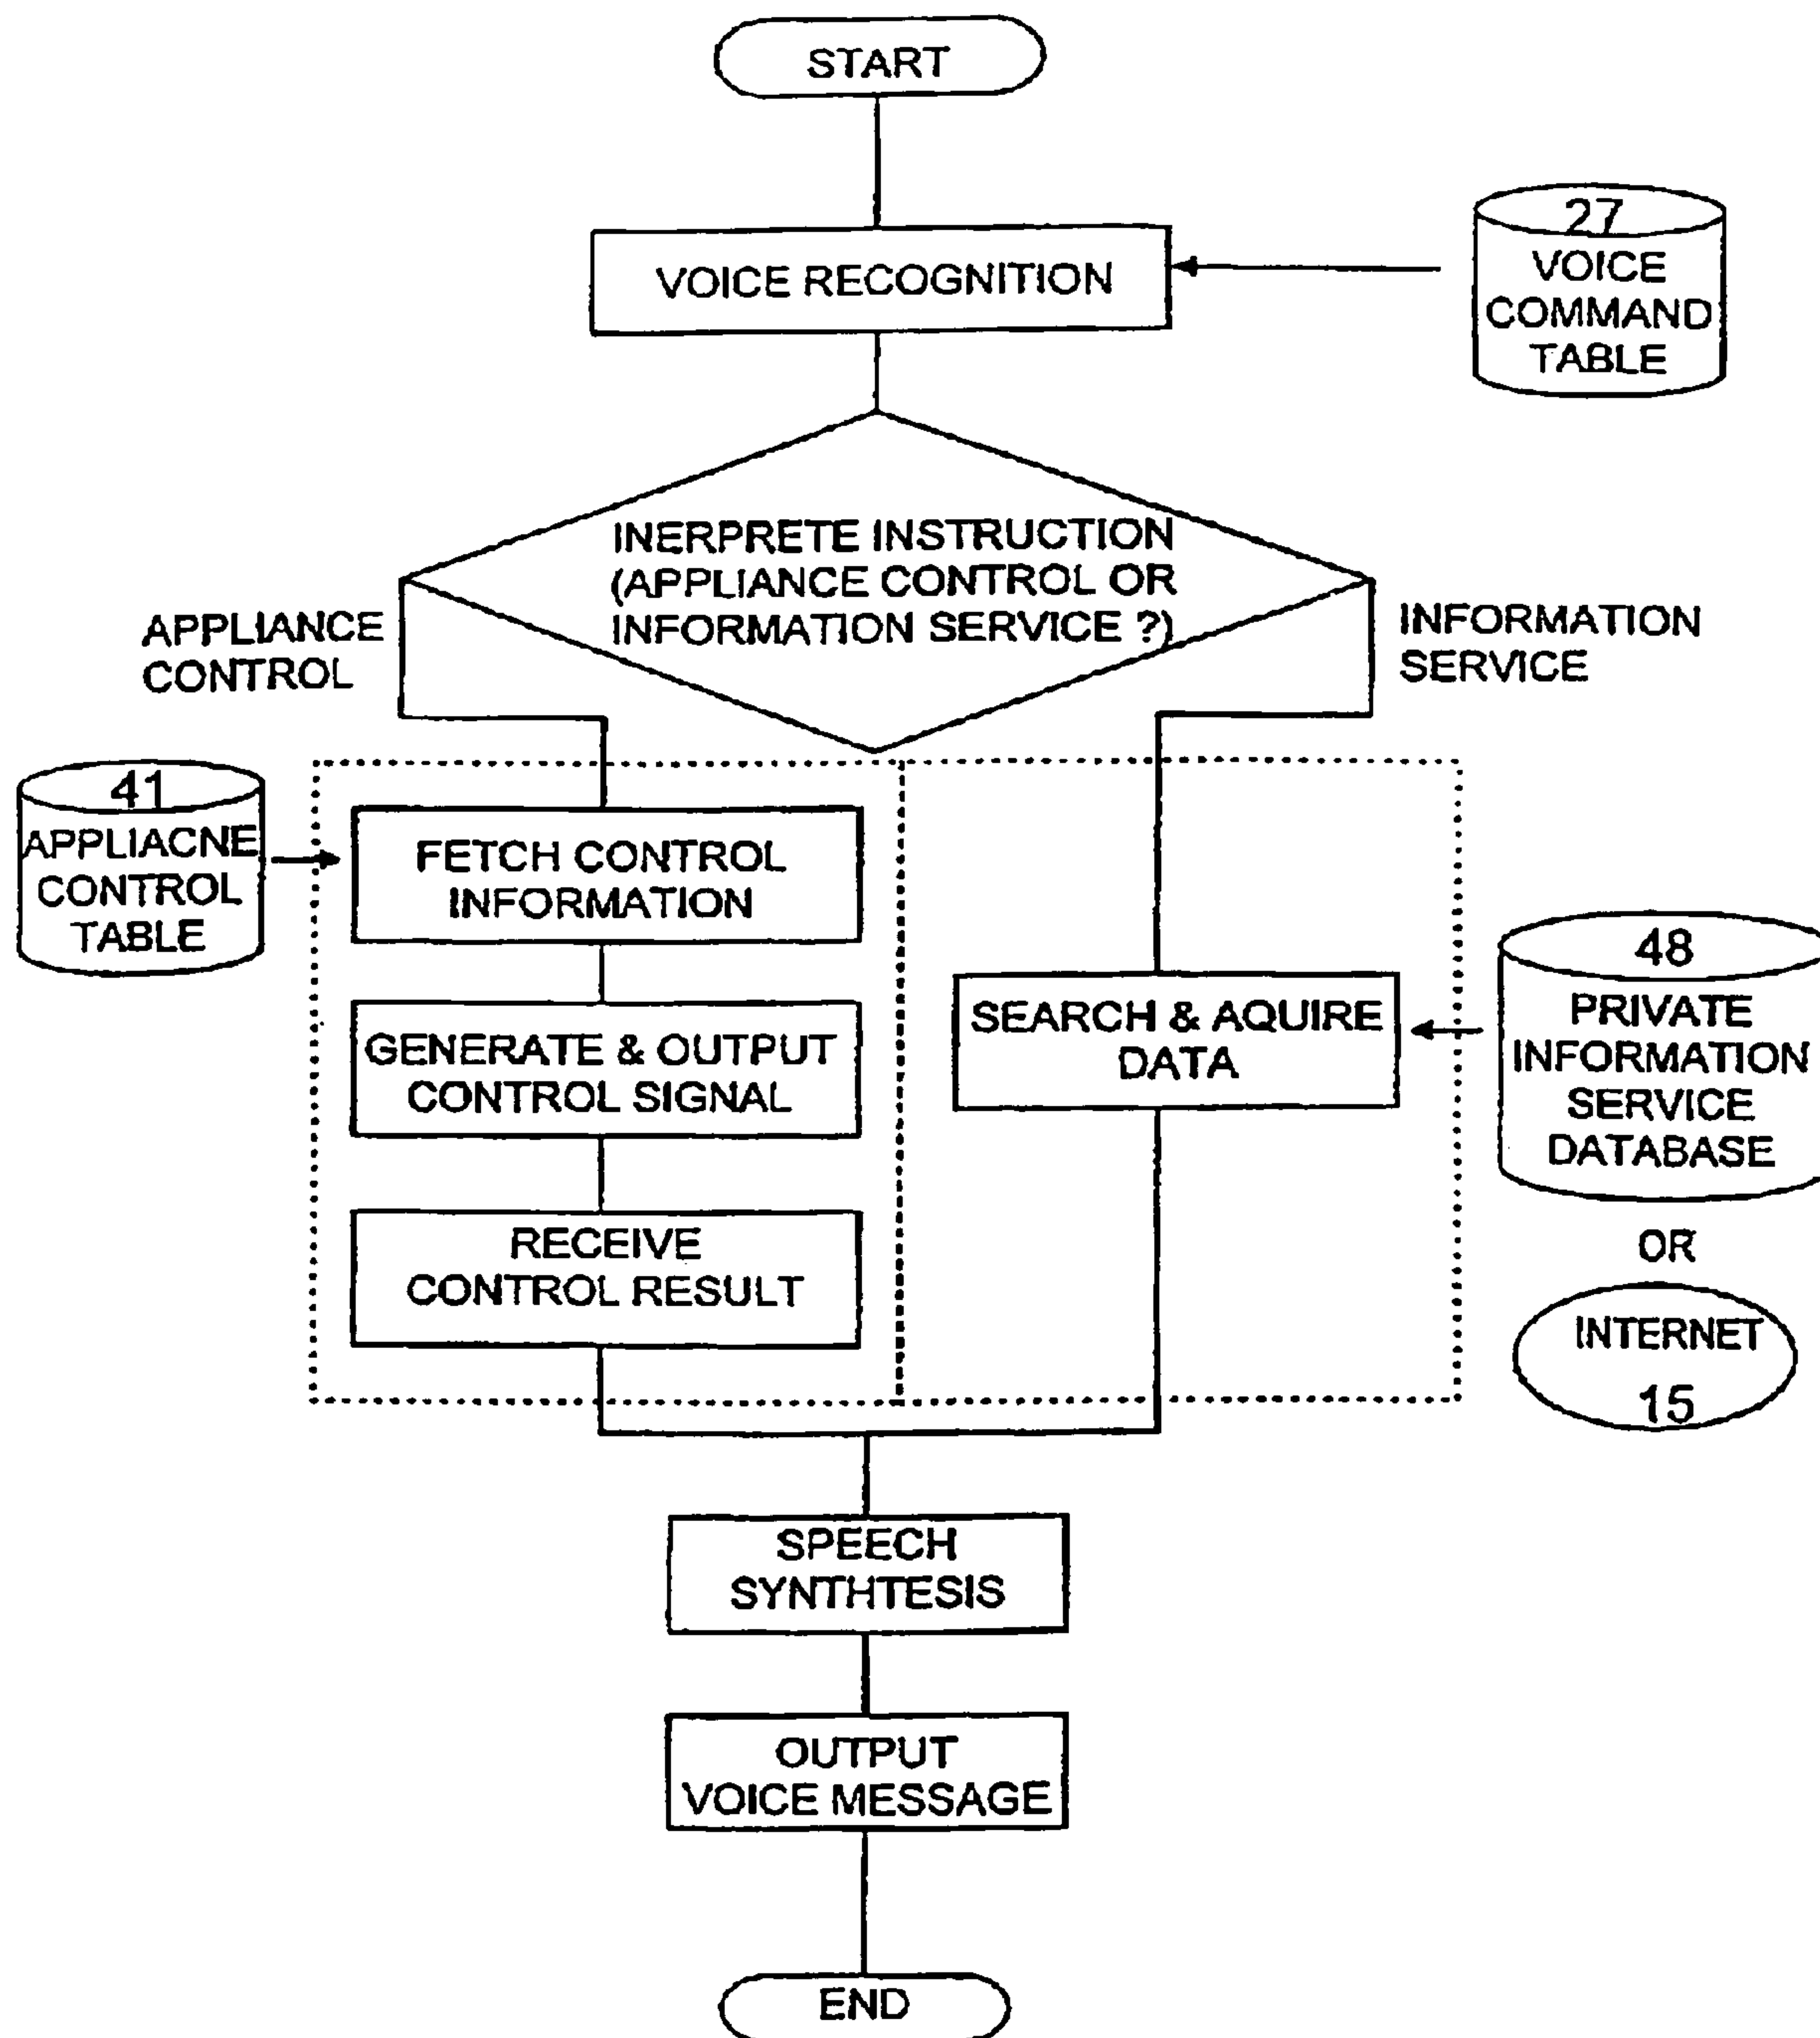 START
VOICE RECOGNITION
27
VOICE
COMMAND
TABLE
INERPRETE INSTRUCTION
(APPLIANCE CONTROL OR
INFORMATION SERVICE ?)
APPLIANCE
CONTROL
INFORMATION
SERVICE
41
APPLIACNE
CONTROL
TABLE
FETCH CONTROL
INFORMATION
GENERATE & OUTPUT
CONTROL SIGNAL
RECEIVE
CONTROL RESULT
SEARCH & AQUIRE
DATA
48
PRIVATE
INFORMATION
SERVICE
DATABASE
OR
INTERNET
15
SPEECH
SYNTHTESIS
OUTPUT
VOICE MESSAGE
END